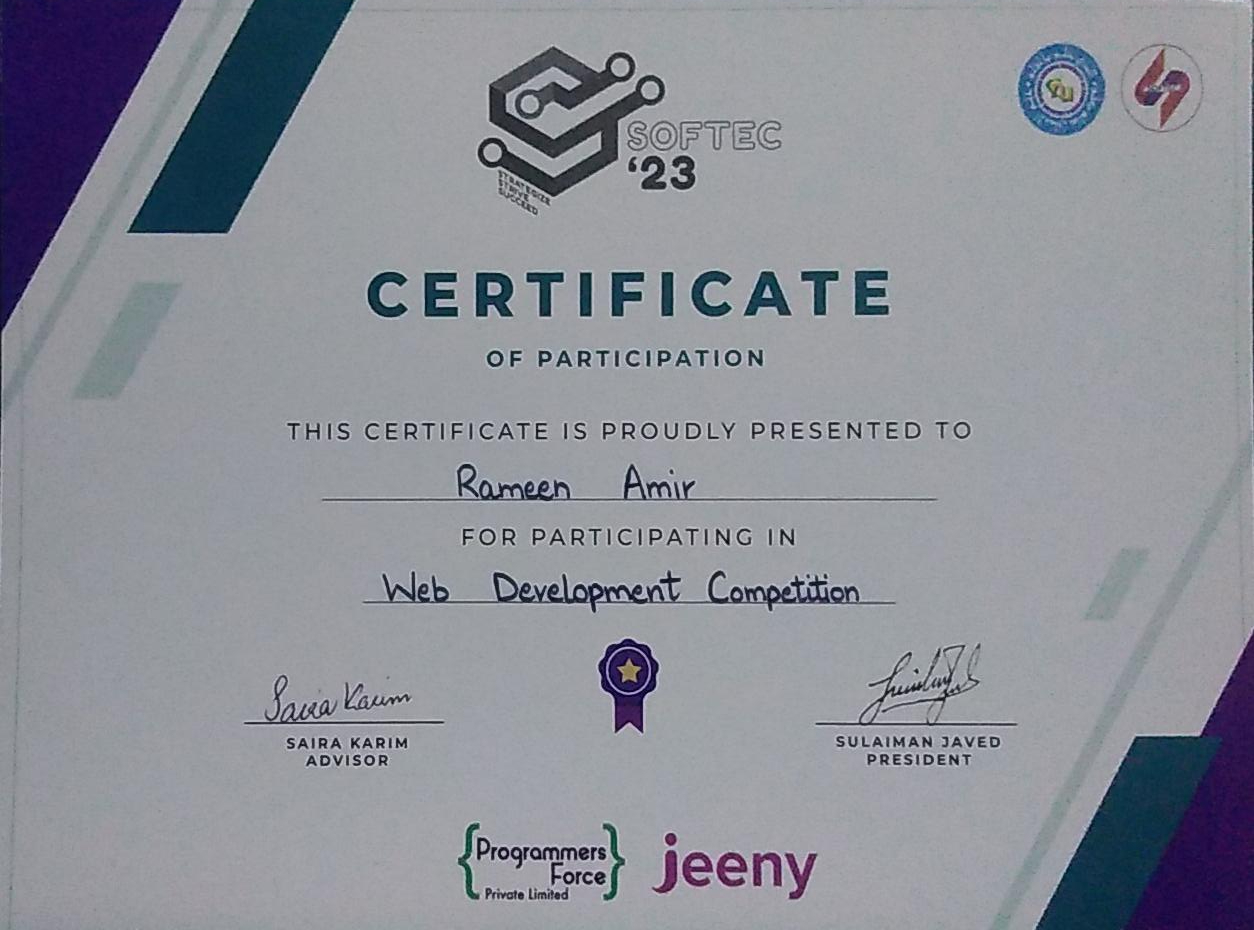 SOFTEC
‘23
STRATEGIZE
STRIVE
SUCCEED
CERTIFICATE
OF PARTICIPATION
THIS CERTIFICATE IS PROUDLY PRESENTED TO
Rameen Amir
FOR PARTICIPATING IN
Web Development Competition
Saira Karim
SAIRA KARIM
ADVISOR
SULAIMAN JAVED
PRESIDENT
{Programmers
Force}
Private Limited
jeeny